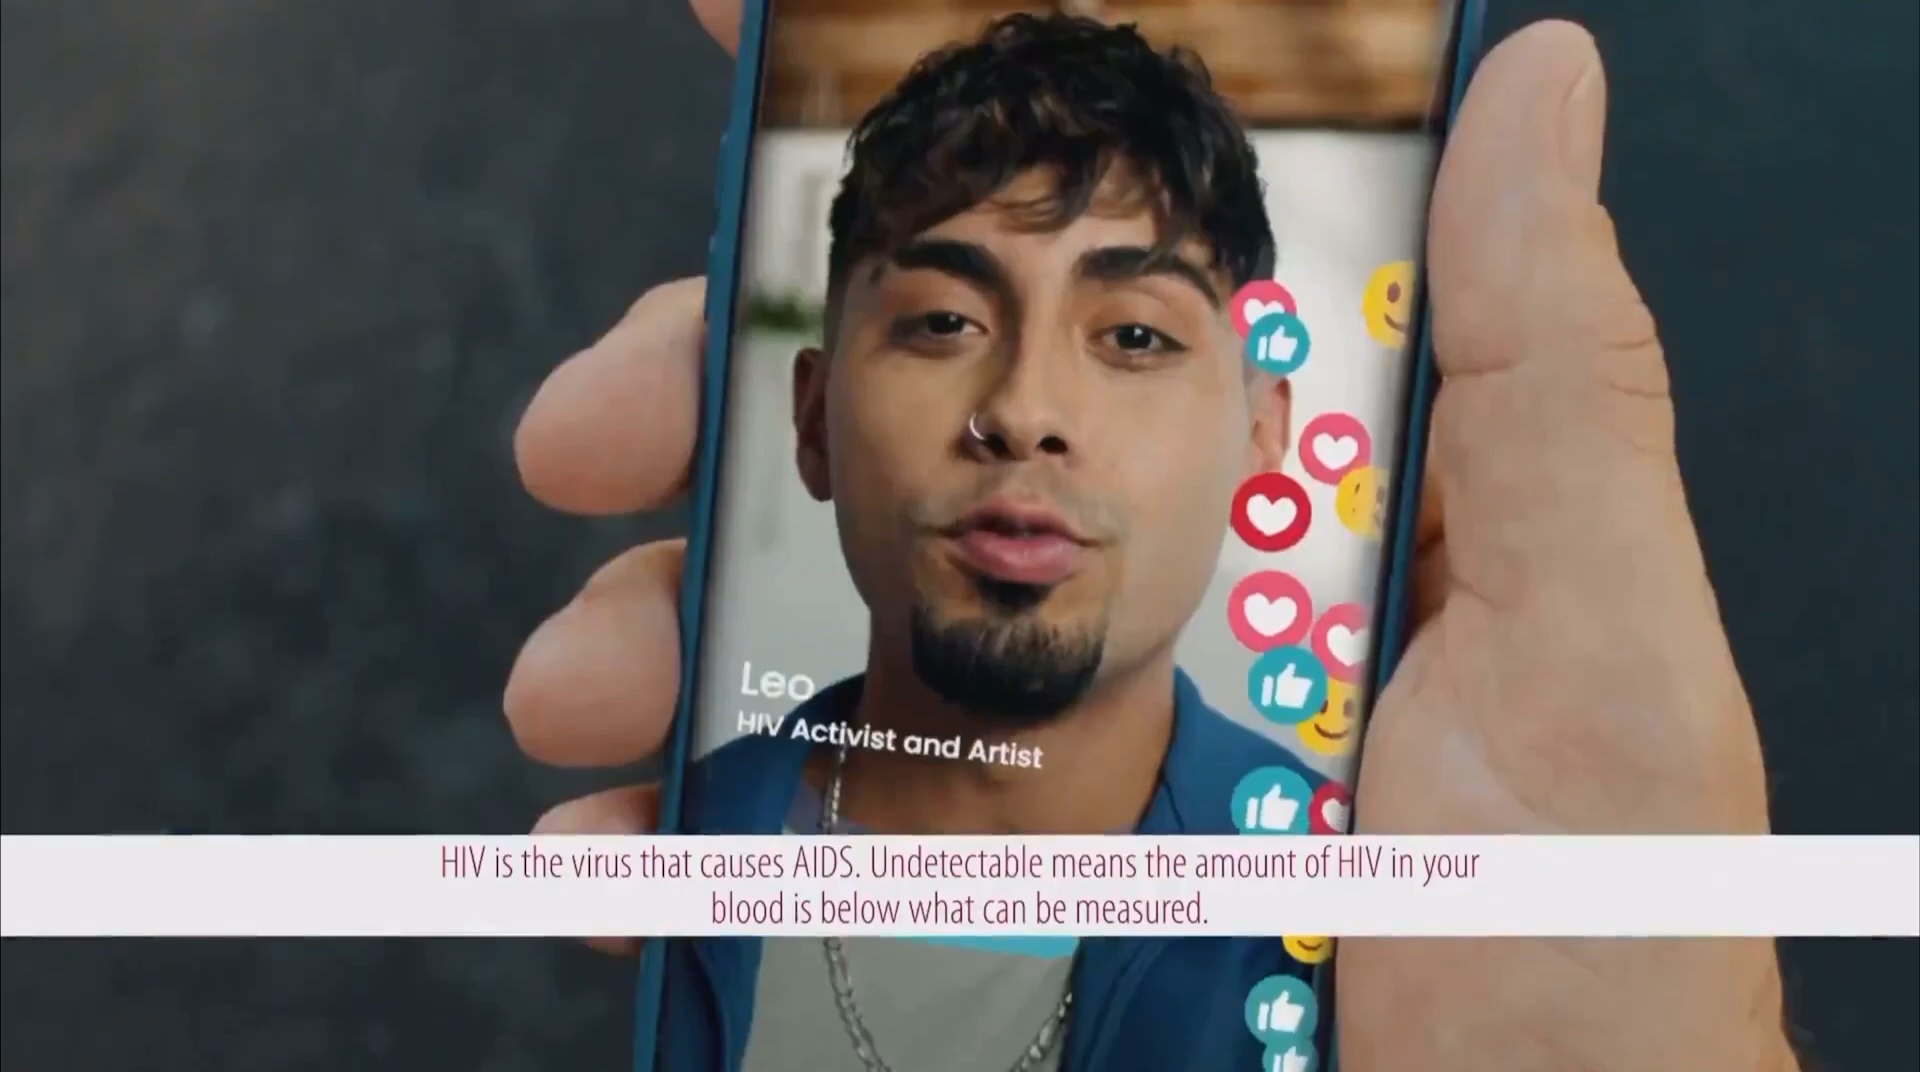 Leo
HIV Activist and Artist
HIV is the virus that causes AIDS. Undetectable means the amount of HIV in your
blood is below what can be measured.